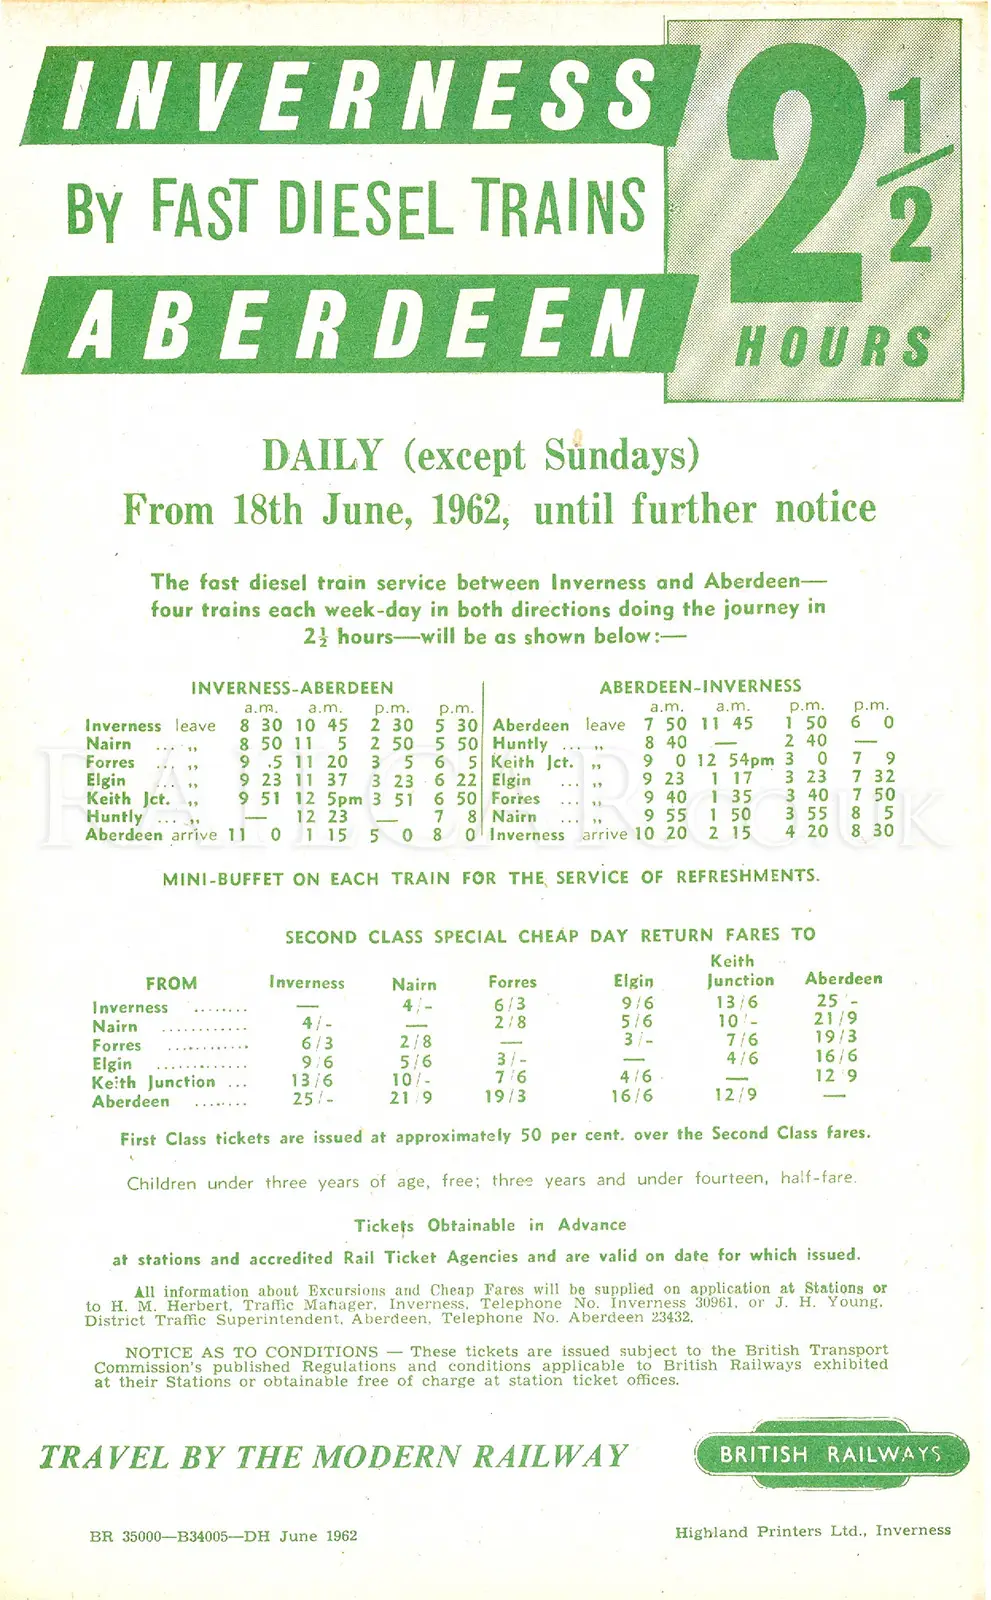 INVERNESS
BY FAST DIESEL TRAINS
ABERDEEN
2 1/2
HOURS
DAILY (except Sundays)
From 18th June, 1962, until further notice
The fast diesel train service between Inverness and Aberdeen—
four trains each week-day in both directions doing the journey in
2½ hours—will be as shown below:—
INVERNESS-ABERDEEN
a.m. a.m. p.m. p.m.
Inverness leave 8 30 10 45 2 30 5 30
Nairn ... ,, 8 50 11 5 2 50 5 50
Forres ... ,, 9 .5 11 20 3 5 6 5
Elgin ... ,, 9 23 11 37 3 23 6 22
Keith Jct. ,, 9 51 12 5pm 3 51 6 50
Huntly ... ,, — 12 23 — 7 8
Aberdeen arrive 11 0 1 15 5 0 8 0
ABERDEEN-INVERNESS
a.m. a.m. p.m. p.m.
Aberdeen leave 7 50 11 45 1 50 6 0
Huntly ... ,, 8 40 — 2 40 —
Keith Jct. ,, 9 0 12 54pm 3 0 7 9
Elgin ... ,, 9 23 1 17 3 23 7 32
Forres ... ,, 9 40 1 35 3 40 7 50
Nairn ... ,, 9 55 1 50 3 55 8 5
Inverness arrive 10 20 2 15 4 20 8 30
RAILCAR.co.uk
MINI-BUFFET ON EACH TRAIN FOR THE SERVICE OF REFRESHMENTS.
SECOND CLASS SPECIAL CHEAP DAY RETURN FARES TO
FROM Inverness Nairn Forres Elgin Keith Junction Aberdeen
Inverness ........ — 4/- 6/3 9/6 13/6 25/-
Nairn ............ 4/- — 2/8 5/6 10/- 21/9
Forres ............ 6/3 2/8 — 3/- 7/6 19/3
Elgin ............. 9/6 5/6 3/- — 4/6 16/6
Keith Junction ... 13/6 10/- 7/6 4/6 — 12/9
Aberdeen ........ 25/- 21/9 19/3 16/6 12/9 —
First Class tickets are issued at approximately 50 per cent. over the Second Class fares.
Children under three years of age, free; three years and under fourteen, half-fare.
Tickets Obtainable in Advance
at stations and accredited Rail Ticket Agencies and are valid on date for which issued.
All information about Excursions and Cheap Fares will be supplied on application at Stations or
to H. M. Herbert, Traffic Manager, Inverness, Telephone No. Inverness 30961, or J. H. Young,
District Traffic Superintendent, Aberdeen, Telephone No. Aberdeen 23432.
NOTICE AS TO CONDITIONS — These tickets are issued subject to the British Transport
Commission's published Regulations and conditions applicable to British Railways exhibited
at their Stations or obtainable free of charge at station ticket offices.
TRAVEL BY THE MODERN RAILWAY
BRITISH RAILWAYS
BR 35000—B34005—DH June 1962
Highland Printers Ltd., Inverness